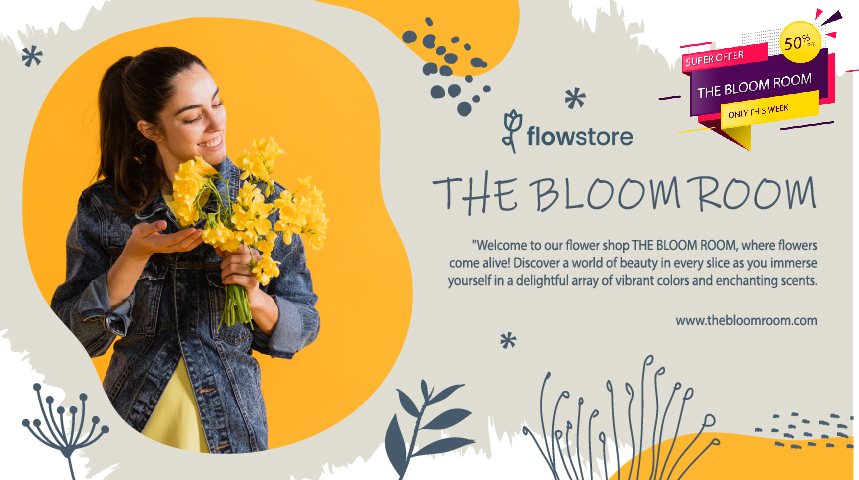 SUPER OFFER
50%
THE BLOOM ROOM
ONLY THIS WEEK
flowstore
THE BLOOM ROOM
"Welcome to our flower shop THE BLOOM ROOM, where flowers
come alive! Discover a world of beauty in every slice as you immerse
yourself in a delightful array of vibrant colors and enchanting scents.
www.thebloomroom.com